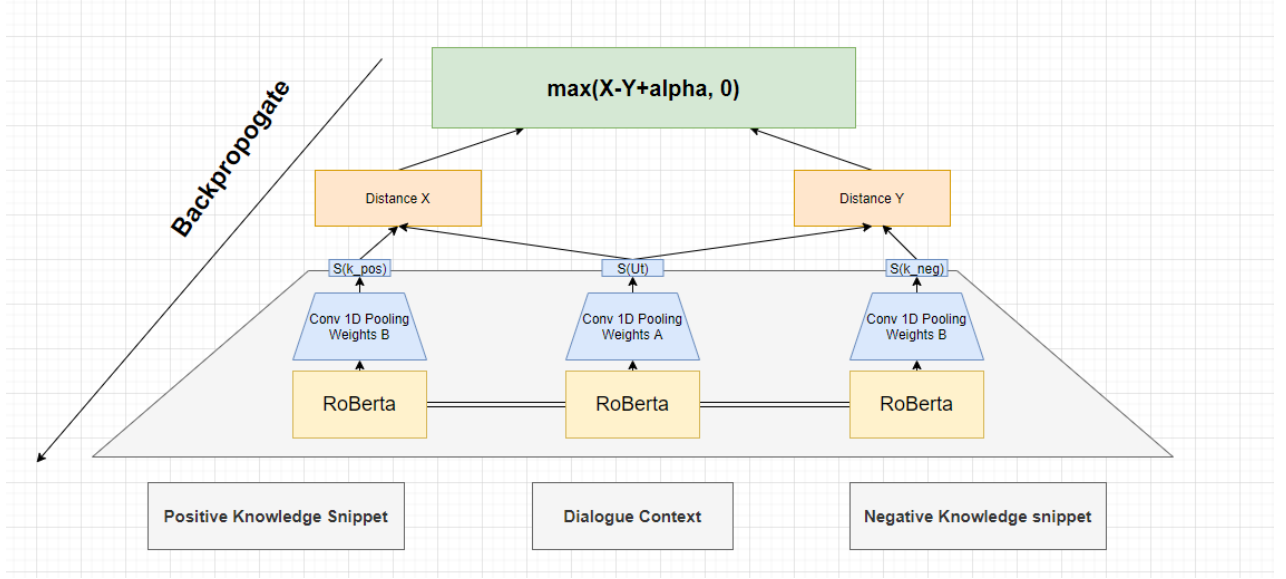 max(X-Y+alpha, 0)
Backpropogate
Distance X
Distance Y
S(k_pos)
S(Ut)
S(k_neg)
Conv 1D Pooling
Weights B
Conv 1D Pooling
Weights A
Conv 1D Pooling
Weights B
RoBerta
RoBerta
RoBerta
Positive Knowledge Snippet
Dialogue Context
Negative Knowledge snippet